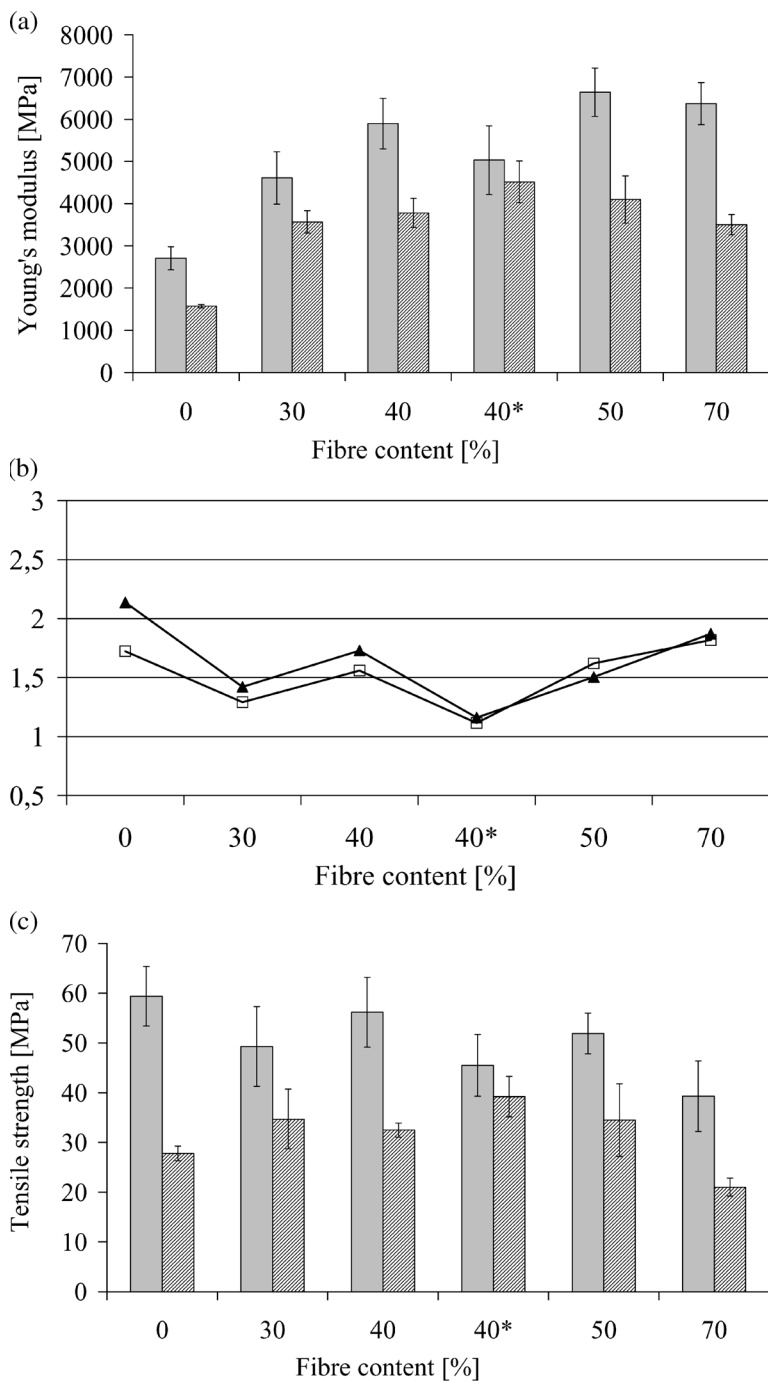 (a)
Young's modulus [MPa]
8000
7000
6000
5000
4000
3000
2000
1000
0
0 30 40 40* 50 70
Fibre content [%]
(b)
3
2,5
2
1,5
1
0,5
0 30 40 40* 50 70
Fibre content [%]
(c)
Tensile strength [MPa]
70
60
50
40
30
20
10
0
0 30 40 40* 50 70
Fibre content [%]